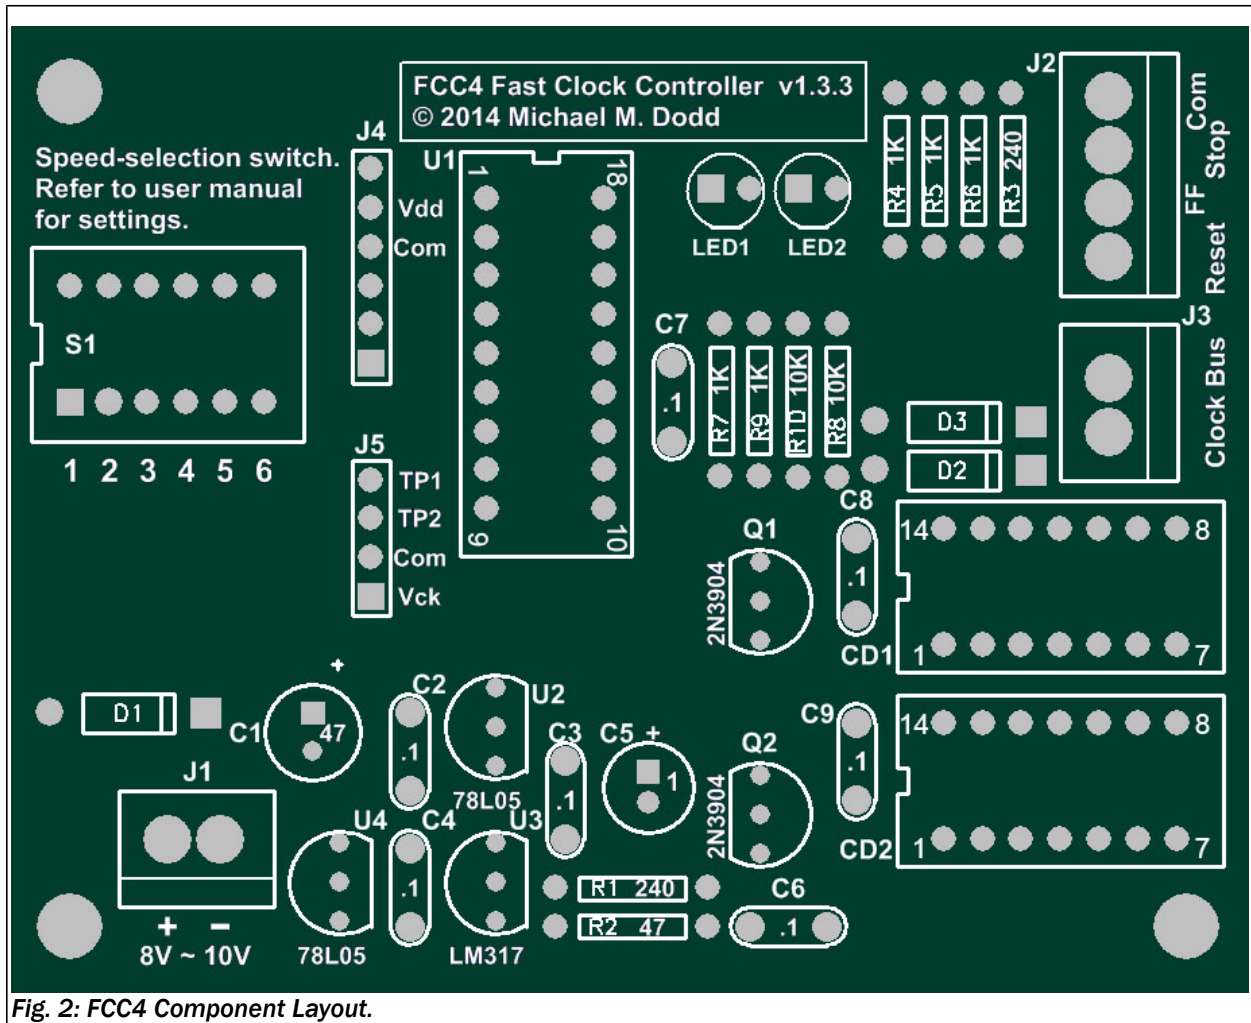 FCC4 Fast Clock Controller v1.3.3
© 2014 Michael M. Dodd
J2
Com
Stop
FF
Reset
J4
U1
1
18
Speed-selection switch.
Refer to user manual
for settings.
Vdd
Com
R4 1K
R5 1K
R6 1K
R3 240
LED1
LED2
S1
1 2 3 4 5 6
C7
.1
R7 1K
R9 1K
R10 10K
R8 10K
J3
Clock Bus
D3
D2
J5
TP1
TP2
Com
Vck
9
10
C8
.1
Q1
2N3904
14
8
CD1
1
7
D1
+
C1
47
C2
.1
U2
78L05
C3
.1
C5 +
1
Q2
2N3904
C9
.1
14
8
CD2
1
7
J1
+ −
8V ~ 10V
U4
78L05
C4
.1
U3
LM317
R1 240
R2 47
C6
.1
Fig. 2: FCC4 Component Layout.